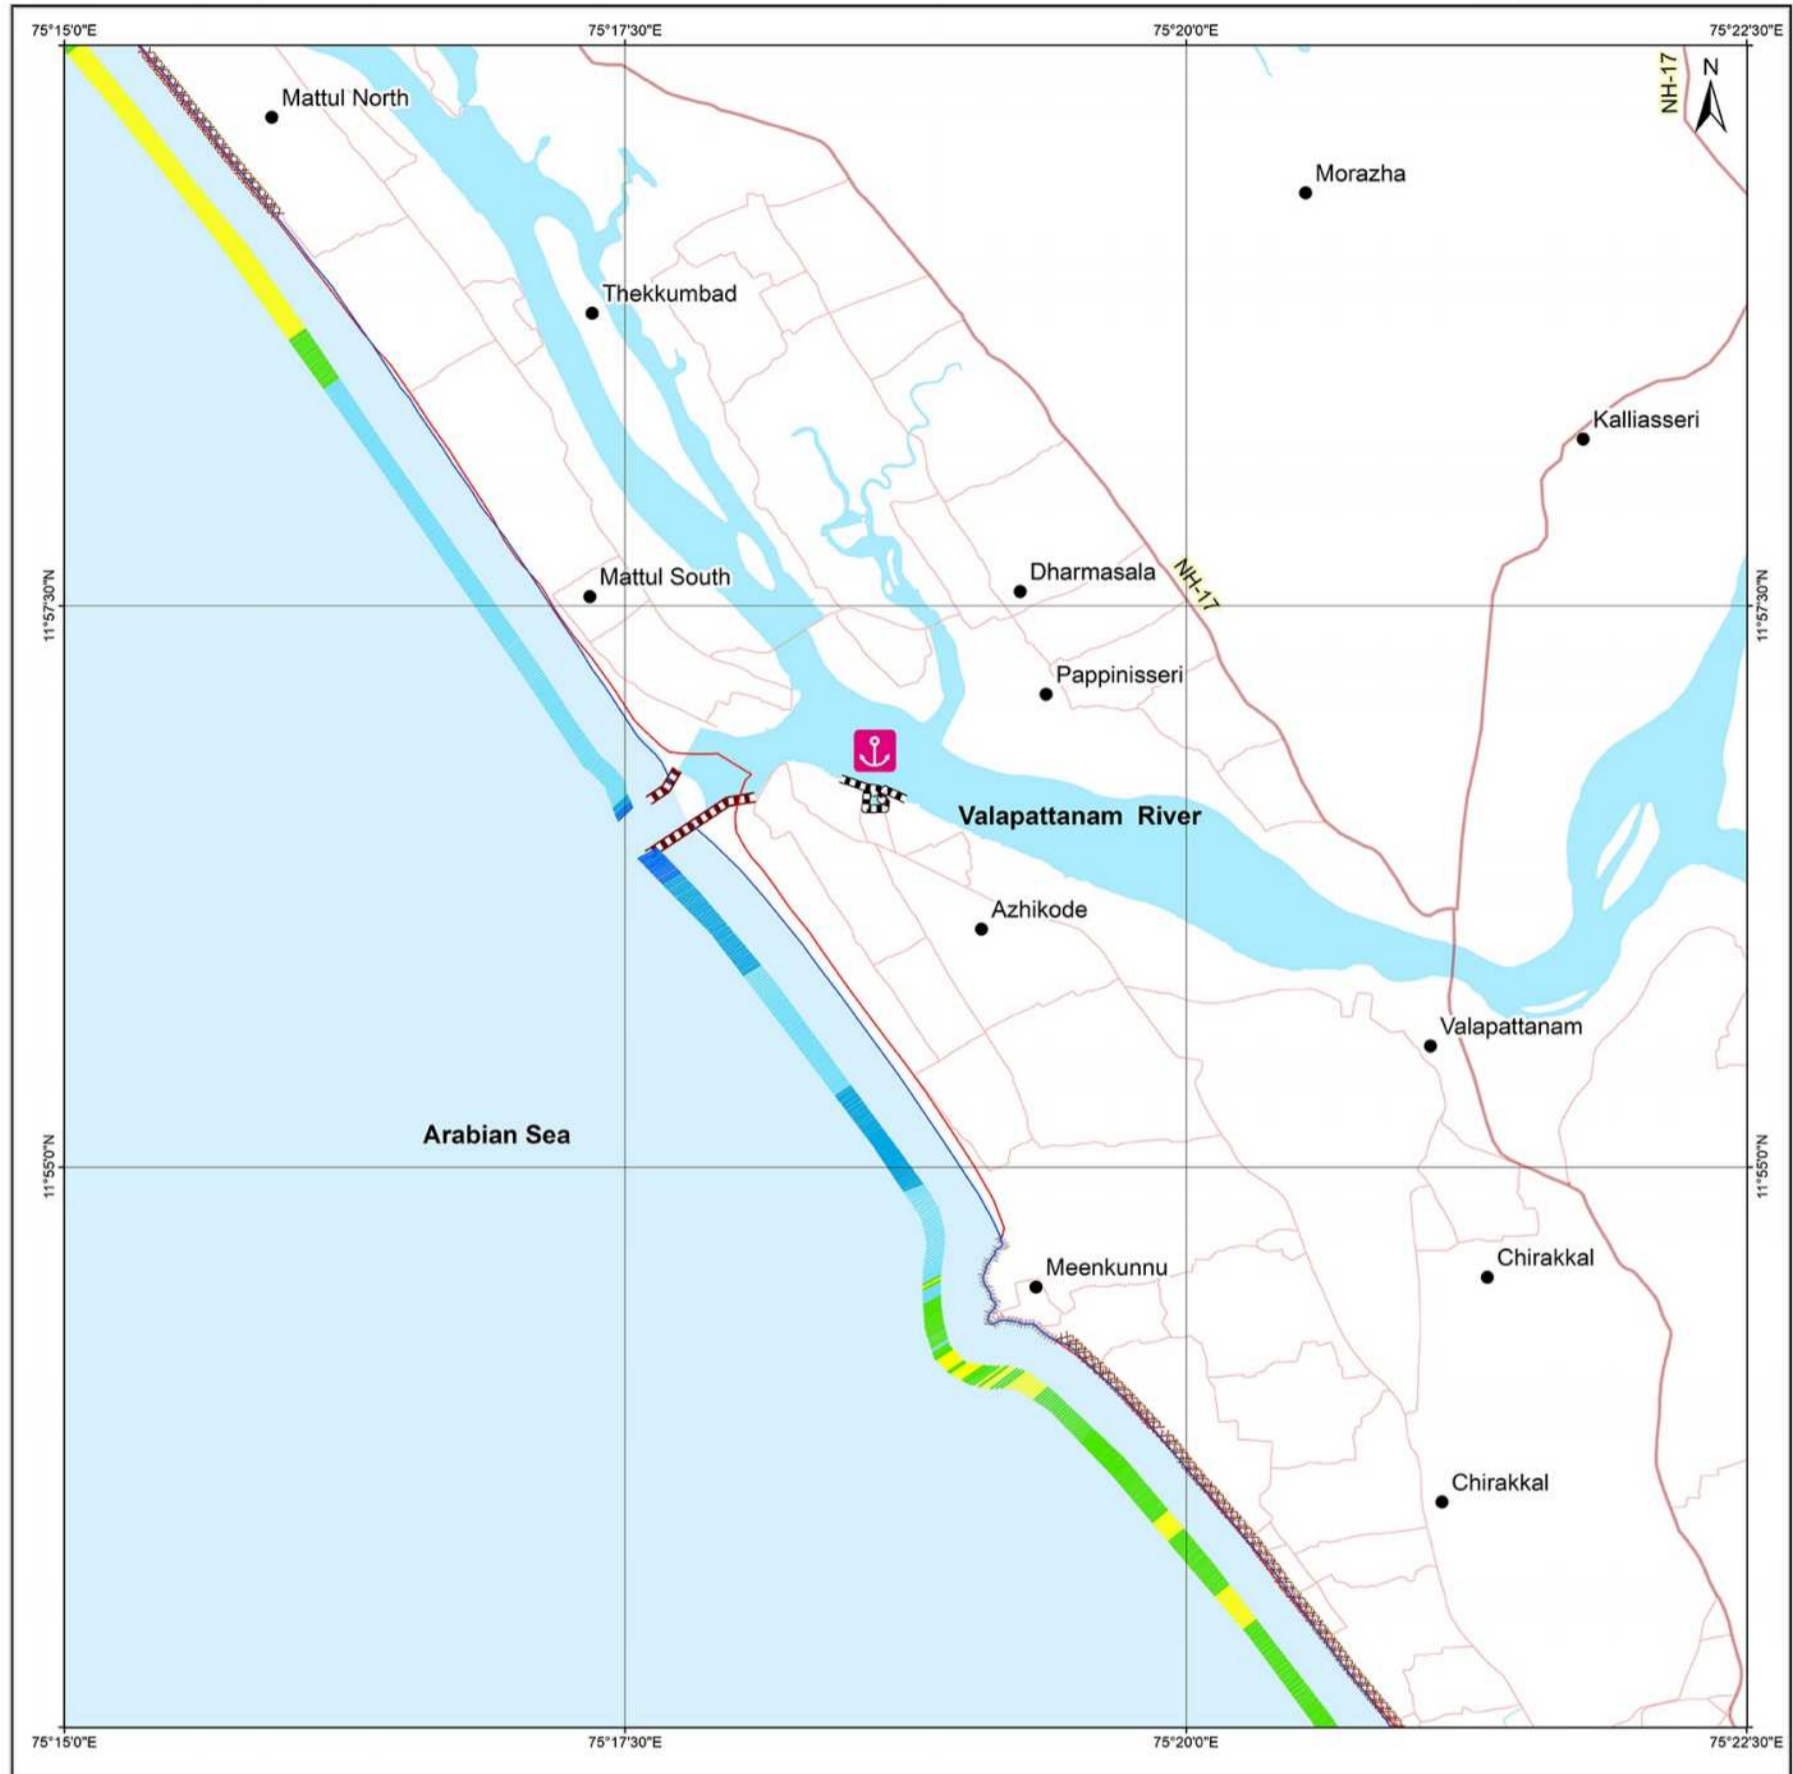 75°15'0"E
75°17'30"E
75°20'0"E
75°22'30"E
NH-17
N
Mattul North
Morazha
Thekkumbad
Kalliasseri
Mattul South
Dharmasala
NH-17
11°57'30"N
11°57'30"N
Pappinisseri
Valapattanam River
Azhikode
Valapattanam
Arabian Sea
11°55'0"N
11°55'0"N
Meenkunnu
Chirakkal
Chirakkal
75°15'0"E
75°17'30"E
75°20'0"E
75°22'30"E